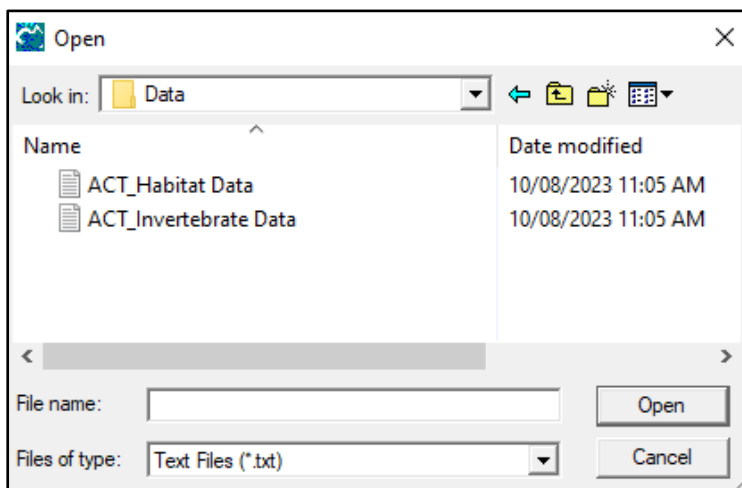 Open
Look in: Data
Name Date modified
ACT_Habitat Data 10/08/2023 11:05 AM
ACT_Invertebrate Data 10/08/2023 11:05 AM
File name: Open
Files of type: Text Files (*.txt) Cancel